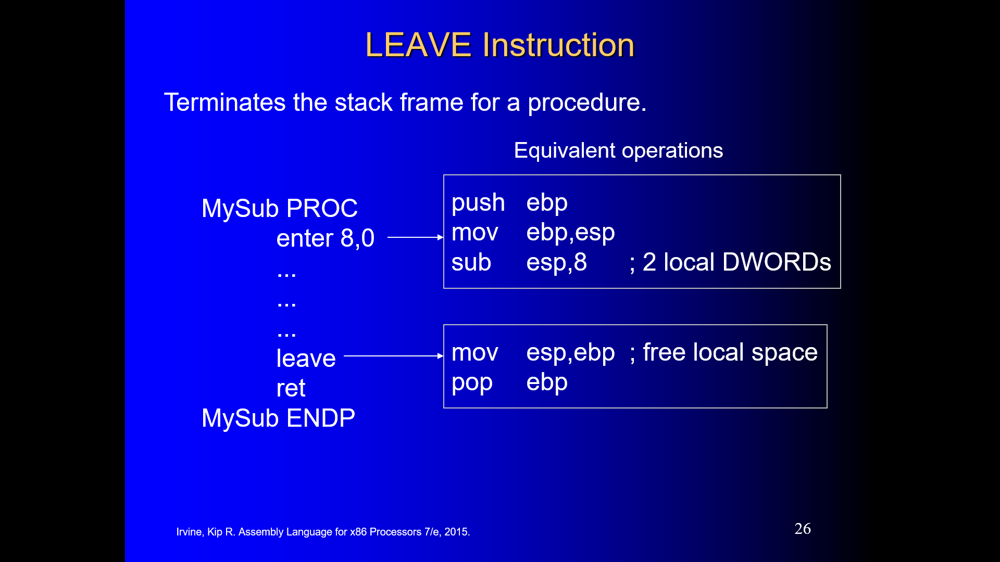 LEAVE Instruction
Terminates the stack frame for a procedure.
Equivalent operations
MySub PROC
enter 8,0
...
...
...
leave
ret
MySub ENDP
push ebp
mov ebp,esp
sub esp,8 ; 2 local DWORDs
mov esp,ebp ; free local space
pop ebp
Irvine, Kip R. Assembly Language for x86 Processors 7/e, 2015.
26